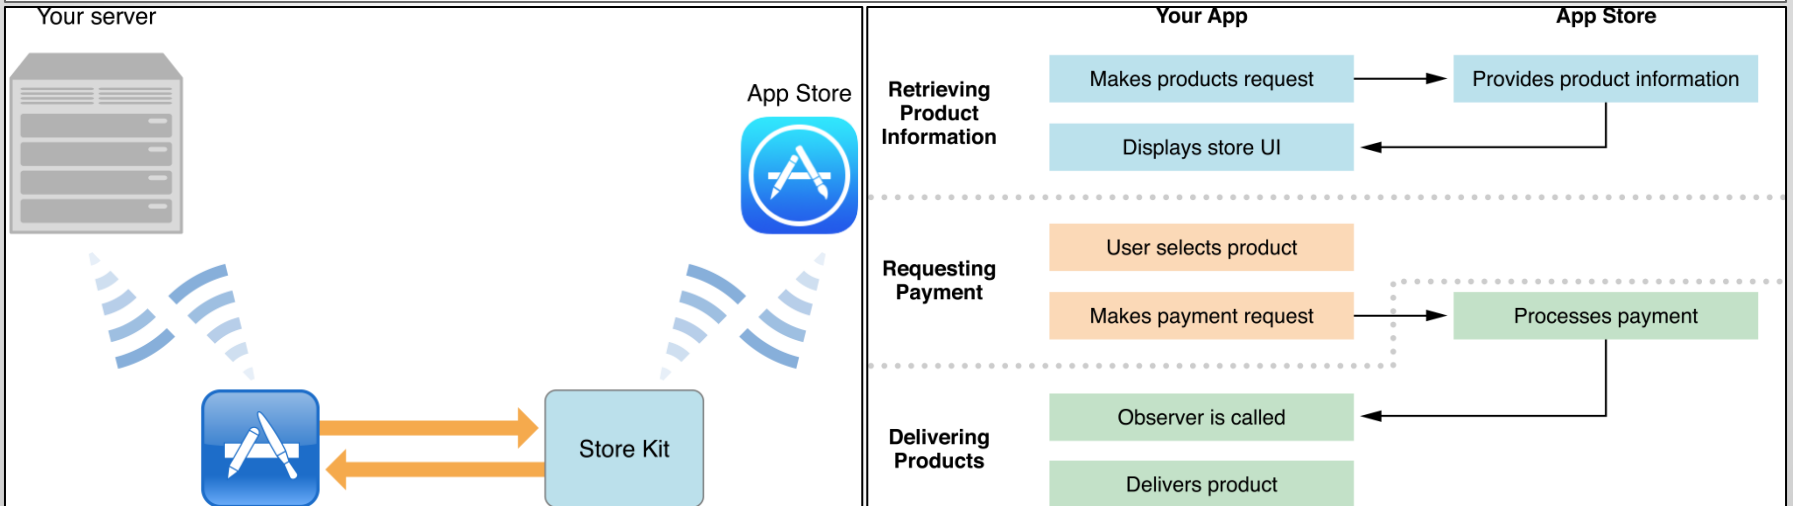 Your server
App Store
Store Kit
Your App
App Store
Retrieving
Product
Information
Makes products request
Provides product information
Displays store UI
Requesting
Payment
User selects product
Makes payment request
Processes payment
Delivering
Products
Observer is called
Delivers product